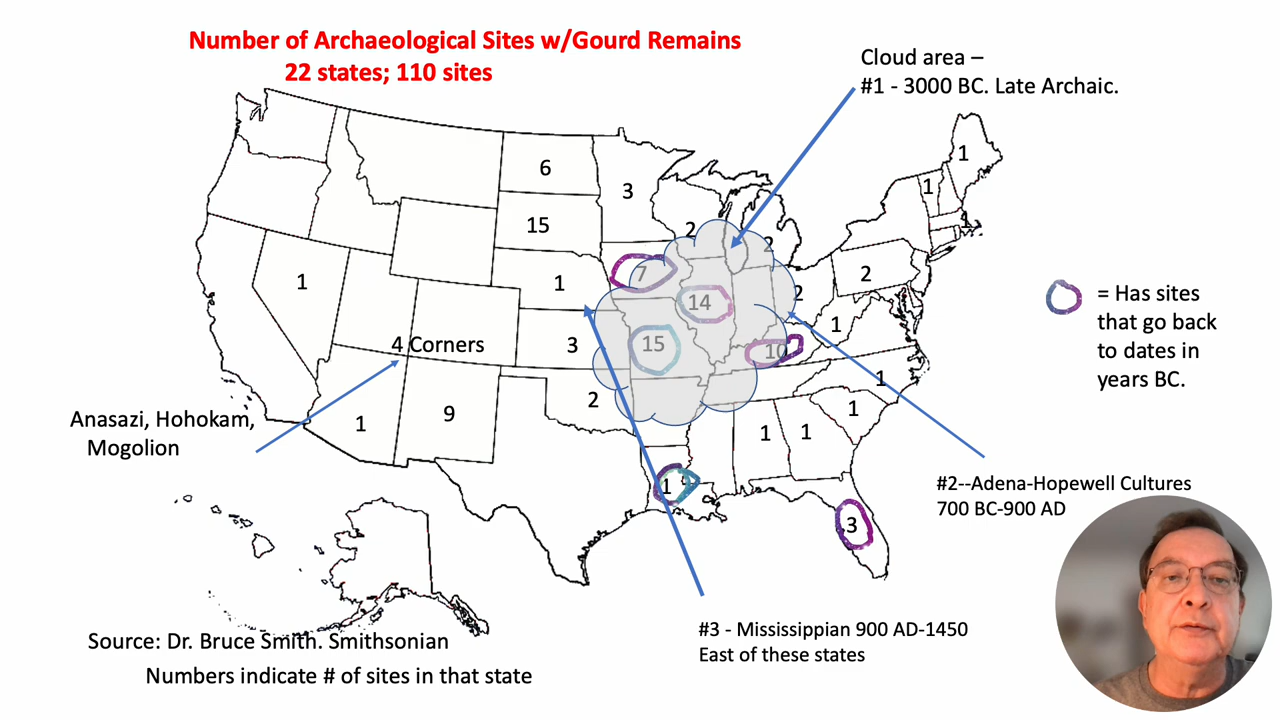 Number of Archaeological Sites w/Gourd Remains
22 states; 110 sites
Cloud area –
#1 - 3000 BC. Late Archaic.
1
6
3
1
15
2
2
1
7
1
2
2
14
= Has sites
that go back
to dates in
years BC.
4 Corners
3
15
10
1
1
2
1
Anasazi, Hohokam,
Mogolion
1
9
1
1
1
3
#2--Adena-Hopewell Cultures
700 BC-900 AD
#3 - Mississippian 900 AD-1450
East of these states
Source: Dr. Bruce Smith. Smithsonian
Numbers indicate # of sites in that state